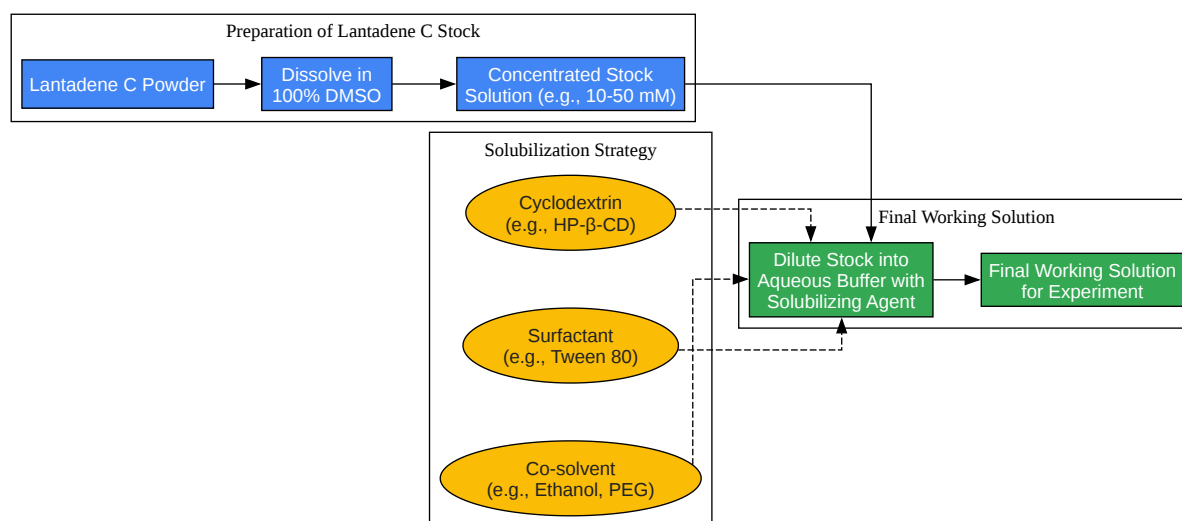 Preparation of Lantadene C Stock
Lantadene C Powder
Dissolve in
100% DMSO
Concentrated Stock
Solution (e.g., 10-50 mM)
Solubilization Strategy
Cyclodextrin
(e.g., HP-β-CD)
Surfactant
(e.g., Tween 80)
Co-solvent
(e.g., Ethanol, PEG)
Final Working Solution
Dilute Stock into
Aqueous Buffer with
Solubilizing Agent
Final Working Solution
for Experiment